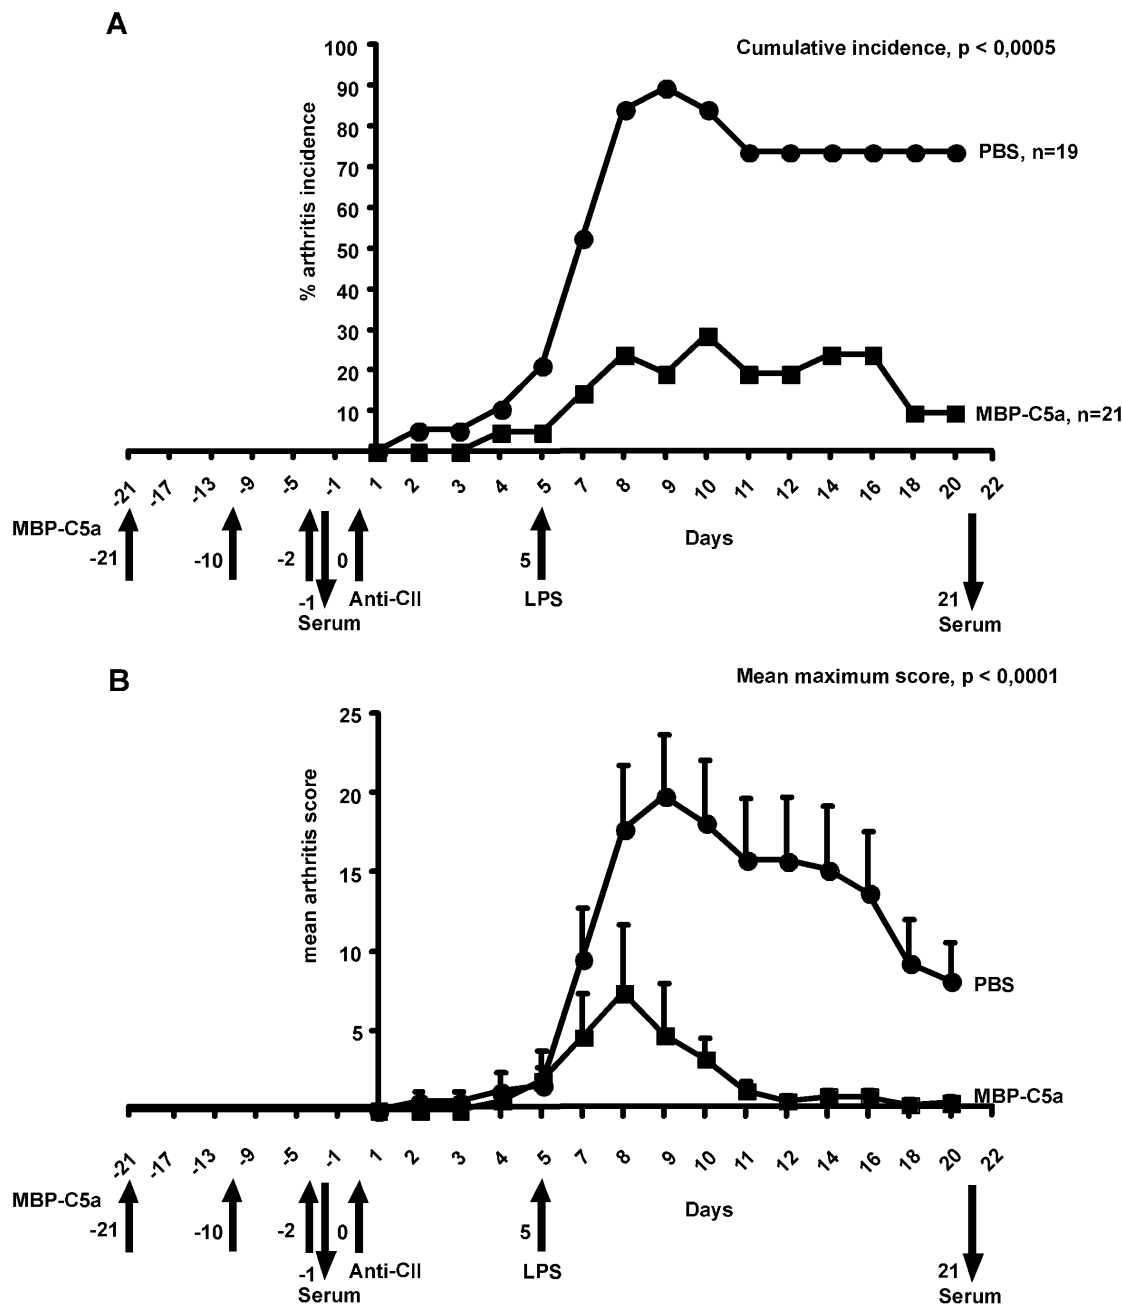 A
Cumulative incidence, p < 0,0005
% arthritis incidence
100
90
80
70
60
50
40
30
20
10
PBS, n=19
MBP-C5a, n=21
-21 -17 -13 -9 -5 -1 1 2 3 4 5 7 8 9 10 11 12 14 16 18 20 22
MBP-C5a
-21 -10 -2 0 5
Days
-1 Anti-CII LPS 21
Serum Serum
B
Mean maximum score, p < 0,0001
mean arthritis score
25
20
15
10
5
PBS
MBP-C5a
-21 -17 -13 -9 -5 -1 1 2 3 4 5 7 8 9 10 11 12 14 16 18 20 22
MBP-C5a
-21 -10 -2 0 5
Days
-1 Anti-CII LPS 21
Serum Serum